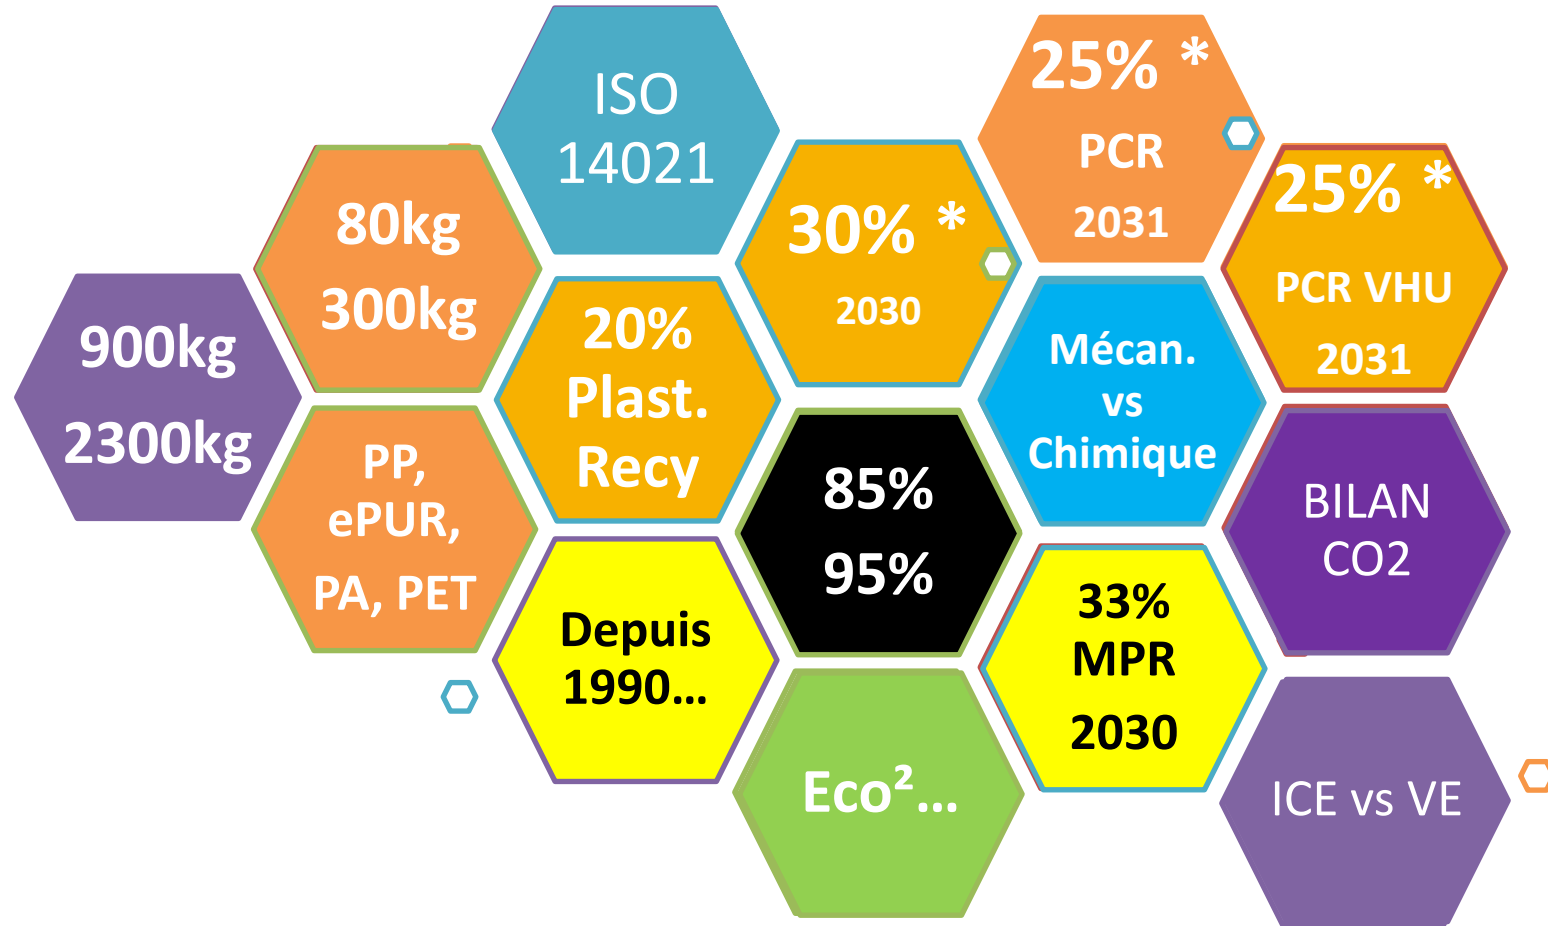 900kg
2300kg
80kg
300kg
PP,
ePUR,
PA, PET
ISO
14021
20%
Plast.
Recy
Depuis
1990...
30% *
2030
85%
95%
Eco²...
25% *
PCR
2031
Mécan.
vs
Chimique
33%
MPR
2030
25% *
PCR VHU
2031
BILAN
CO2
ICE vs VE